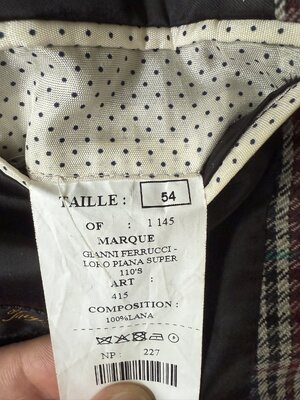 TAILLE : 54
OF : 1 145
MARQUE
GIANNI FERRUCCI -
LORO PIANA SUPER
110'S
ART :
415
COMPOSITION :
100%LANA
NP : 227